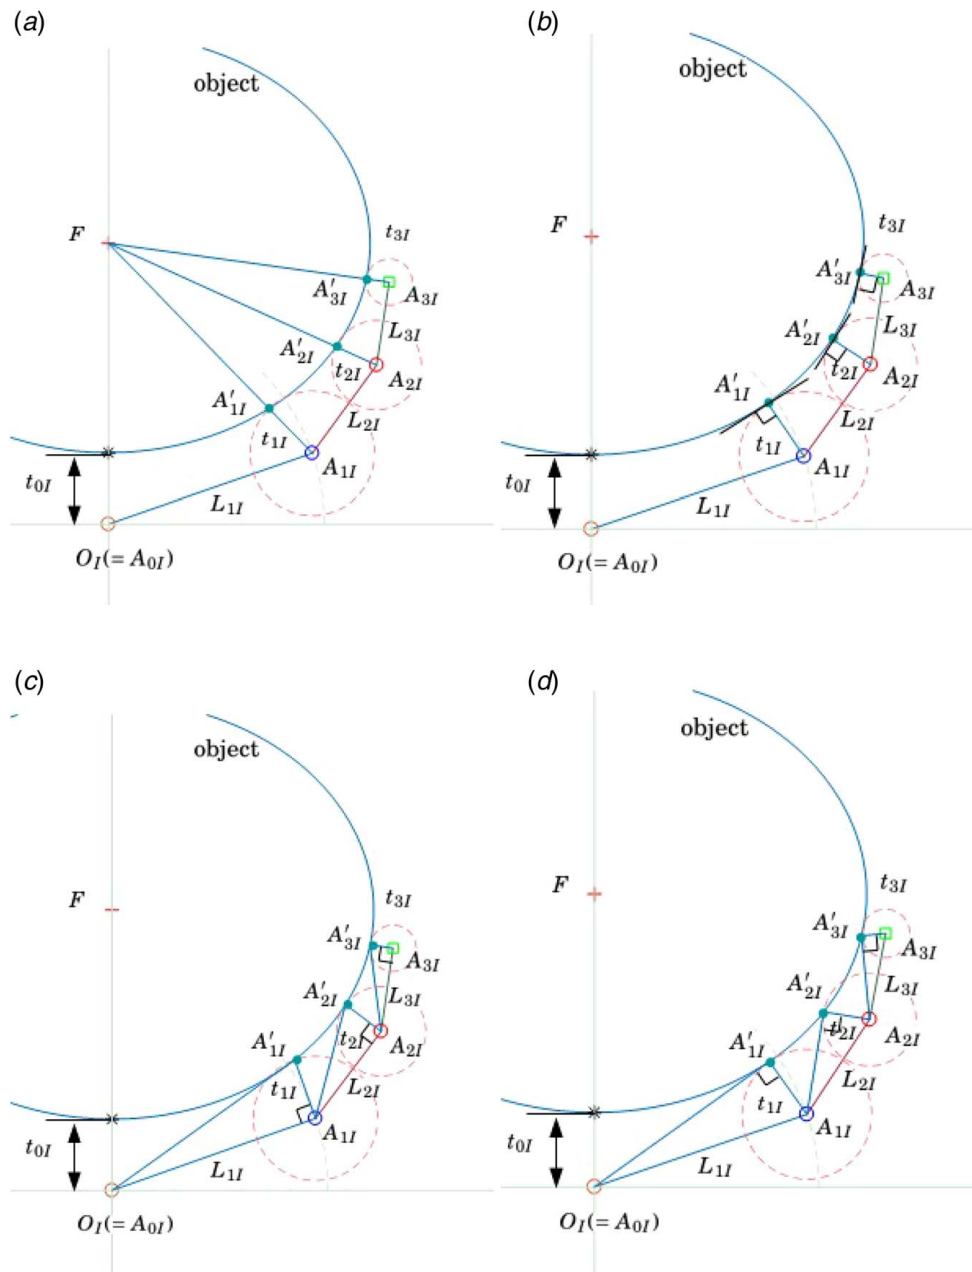 (a)
object
F
t3I
A′3I
A3I
L3I
A′2I
t2I
A2I
A′1I
L2I
t1I
A1I
t0I
L1I
OI(= A0I)
(b)
object
F
t3I
A′3I
A3I
L3I
A′2I
t2I
A2I
A′1I
L2I
t1I
A1I
t0I
L1I
OI(= A0I)
(c)
object
F
t3I
A′3I
A3I
L3I
A′2I
t2I
A2I
A′1I
L2I
t1I
A1I
t0I
L1I
OI(= A0I)
(d)
object
F
t3I
A′3I
A3I
L3I
A′2I
t2I
A2I
A′1I
L2I
t1I
A1I
t0I
L1I
OI(= A0I)